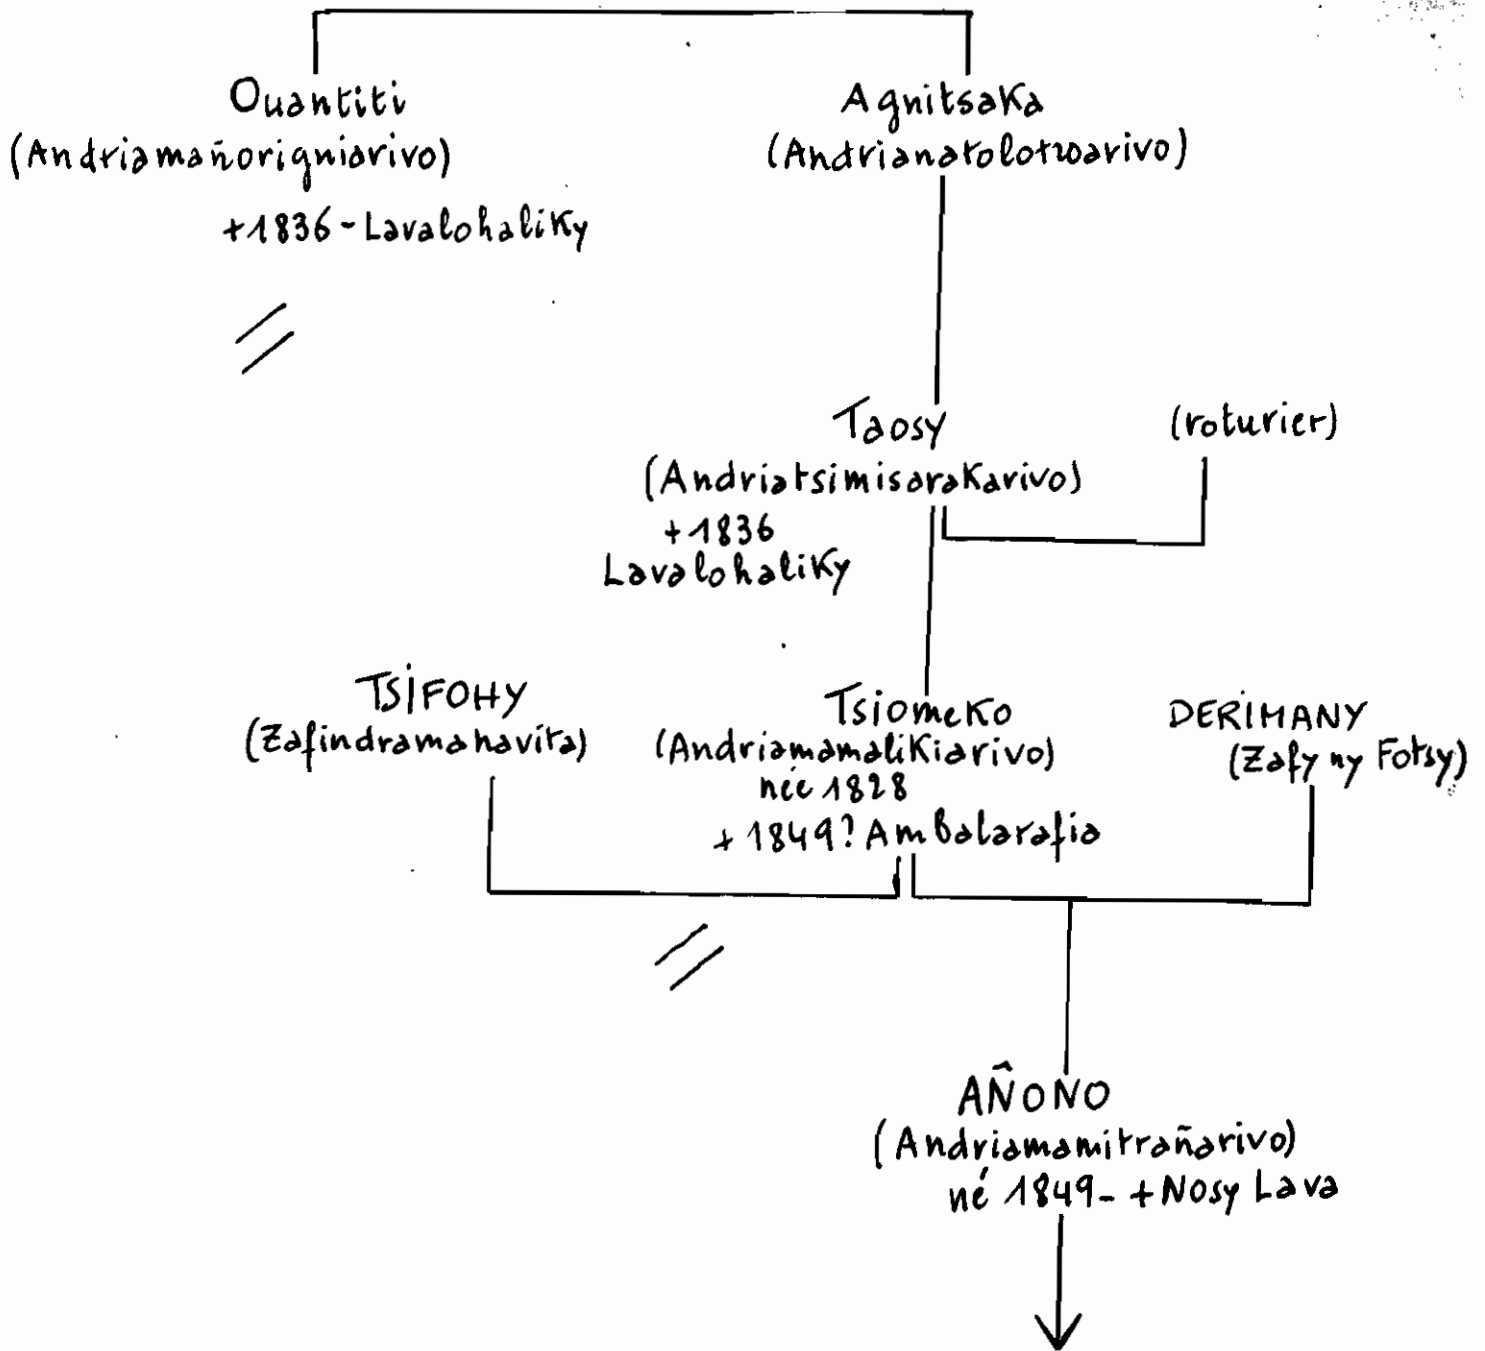 Ouantiti
(Andriamañorigniarivo)
+1836 - Lavalohaliky
Agnitsaka
(Andrianatolotroarivo)
Taosy
(Andriatsimisarakarivo)
+1836
Lavalohaliky
(roturier)
TSIFOHY
(Zafindramahavita)
Tsiomeko
(Andriamamalikiarivo)
née 1828
+ 1849? Ambalarafia
DERIMANY
(Zafy ny Fotsy)
AÑONO
(Andriamamitrañarivo)
né 1849 - + Nosy Lava